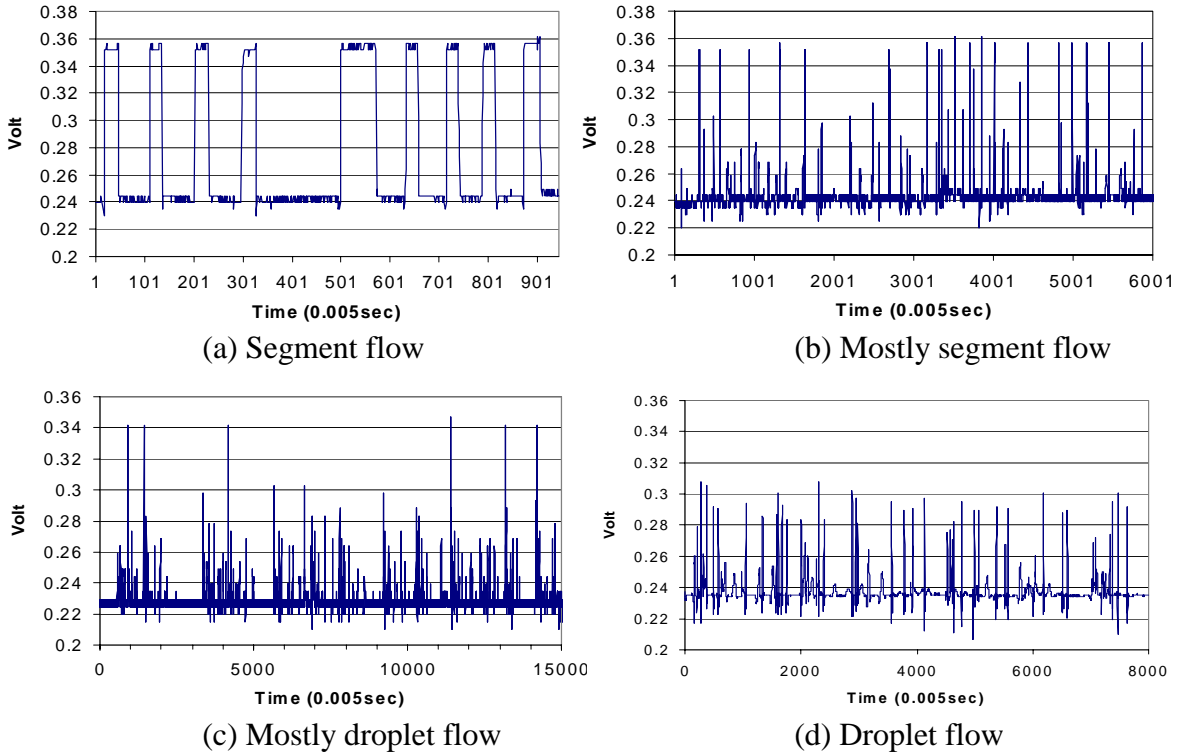 0.38
0.36
0.34
0.32
0.3
0.28
0.26
0.24
0.22
0.2
Volt
1 101 201 301 401 501 601 701 801 901
Time (0.005sec)
(a) Segment flow
0.38
0.36
0.34
0.32
0.3
0.28
0.26
0.24
0.22
0.2
Volt
1 1001 2001 3001 4001 5001 6001
Time (0.005sec)
(b) Mostly segment flow
0.36
0.34
0.32
0.3
0.28
0.26
0.24
0.22
0.2
Volt
0 5000 10000 15000
Time (0.005sec)
(c) Mostly droplet flow
0.36
0.34
0.32
0.3
0.28
0.26
0.24
0.22
0.2
Volt
0 2000 4000 6000 8000
Time (0.005sec)
(d) Droplet flow